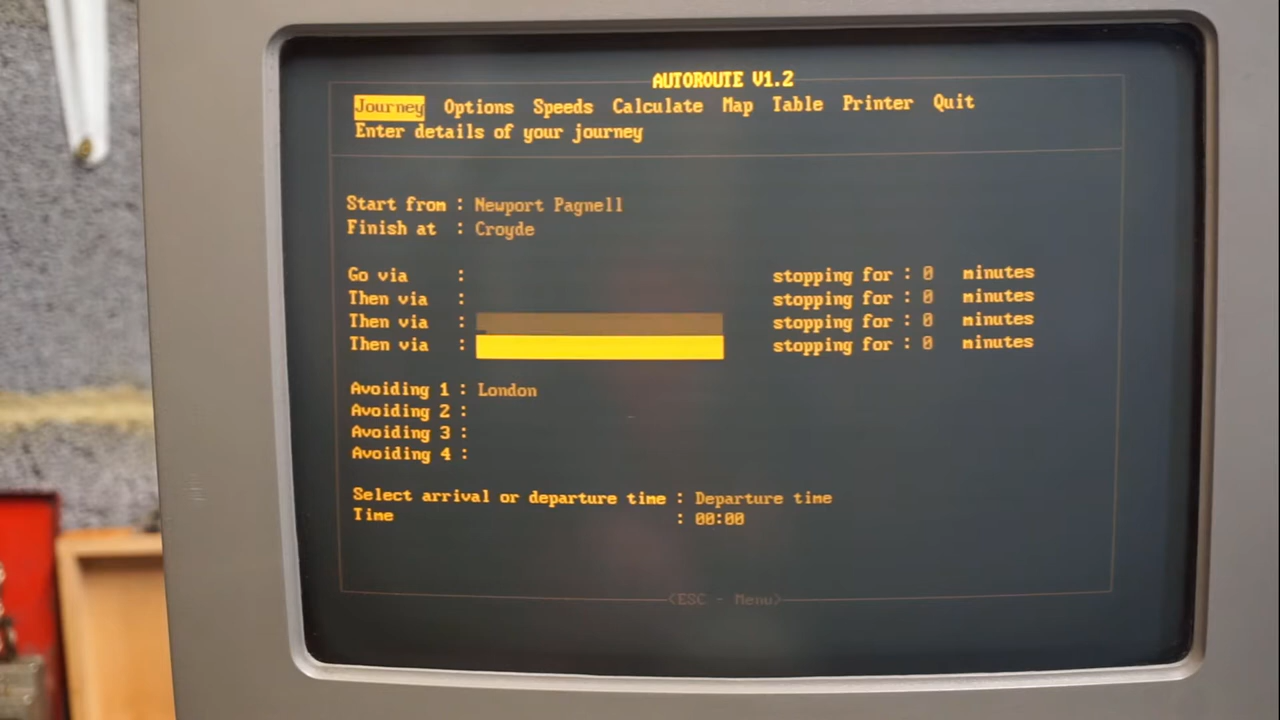 AUTOROUTE V1.2
Journey Options Speeds Calculate Map Table Printer Quit
Enter details of your journey
Start from : Newport Pagnell
Finish at : Croyde
Go via : stopping for : 0 minutes
Then via : stopping for : 0 minutes
Then via : stopping for : 0 minutes
Then via : stopping for : 0 minutes
Avoiding 1 : London
Avoiding 2 :
Avoiding 3 :
Avoiding 4 :
Select arrival or departure time : Departure time
Time : 00:00
<ESC - Menu>